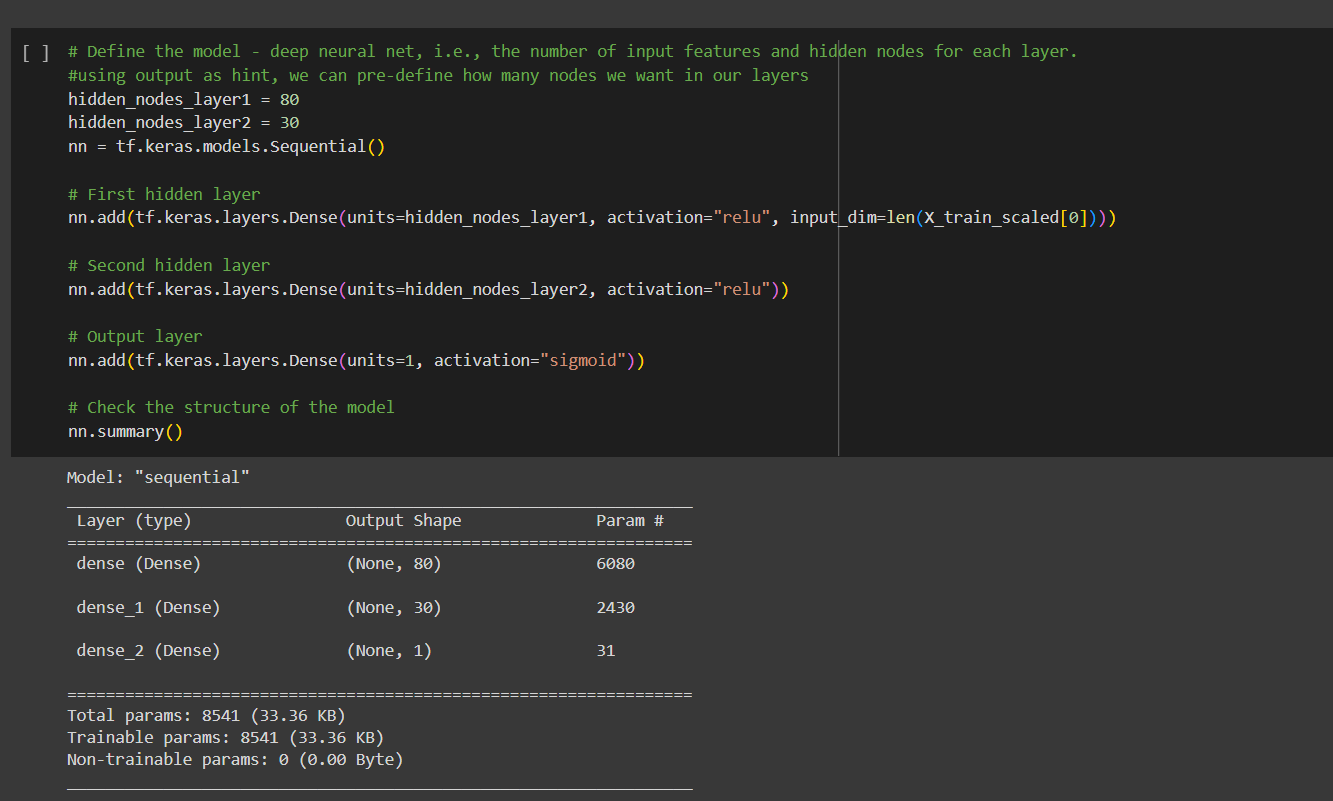 [ ] # Define the model - deep neural net, i.e., the number of input features and hidden nodes for each layer.
#using output as hint, we can pre-define how many nodes we want in our layers
hidden_nodes_layer1 = 80
hidden_nodes_layer2 = 30
nn = tf.keras.models.Sequential()
# First hidden layer
nn.add(tf.keras.layers.Dense(units=hidden_nodes_layer1, activation="relu", input_dim=len(X_train_scaled[0])))
# Second hidden layer
nn.add(tf.keras.layers.Dense(units=hidden_nodes_layer2, activation="relu"))
# Output layer
nn.add(tf.keras.layers.Dense(units=1, activation="sigmoid"))
# Check the structure of the model
nn.summary()
Model: "sequential"
_________________________________________________________________
Layer (type) Output Shape Param #
=================================================================
dense (Dense) (None, 80) 6080
dense_1 (Dense) (None, 30) 2430
dense_2 (Dense) (None, 1) 31
=================================================================
Total params: 8541 (33.36 KB)
Trainable params: 8541 (33.36 KB)
Non-trainable params: 0 (0.00 Byte)
_________________________________________________________________